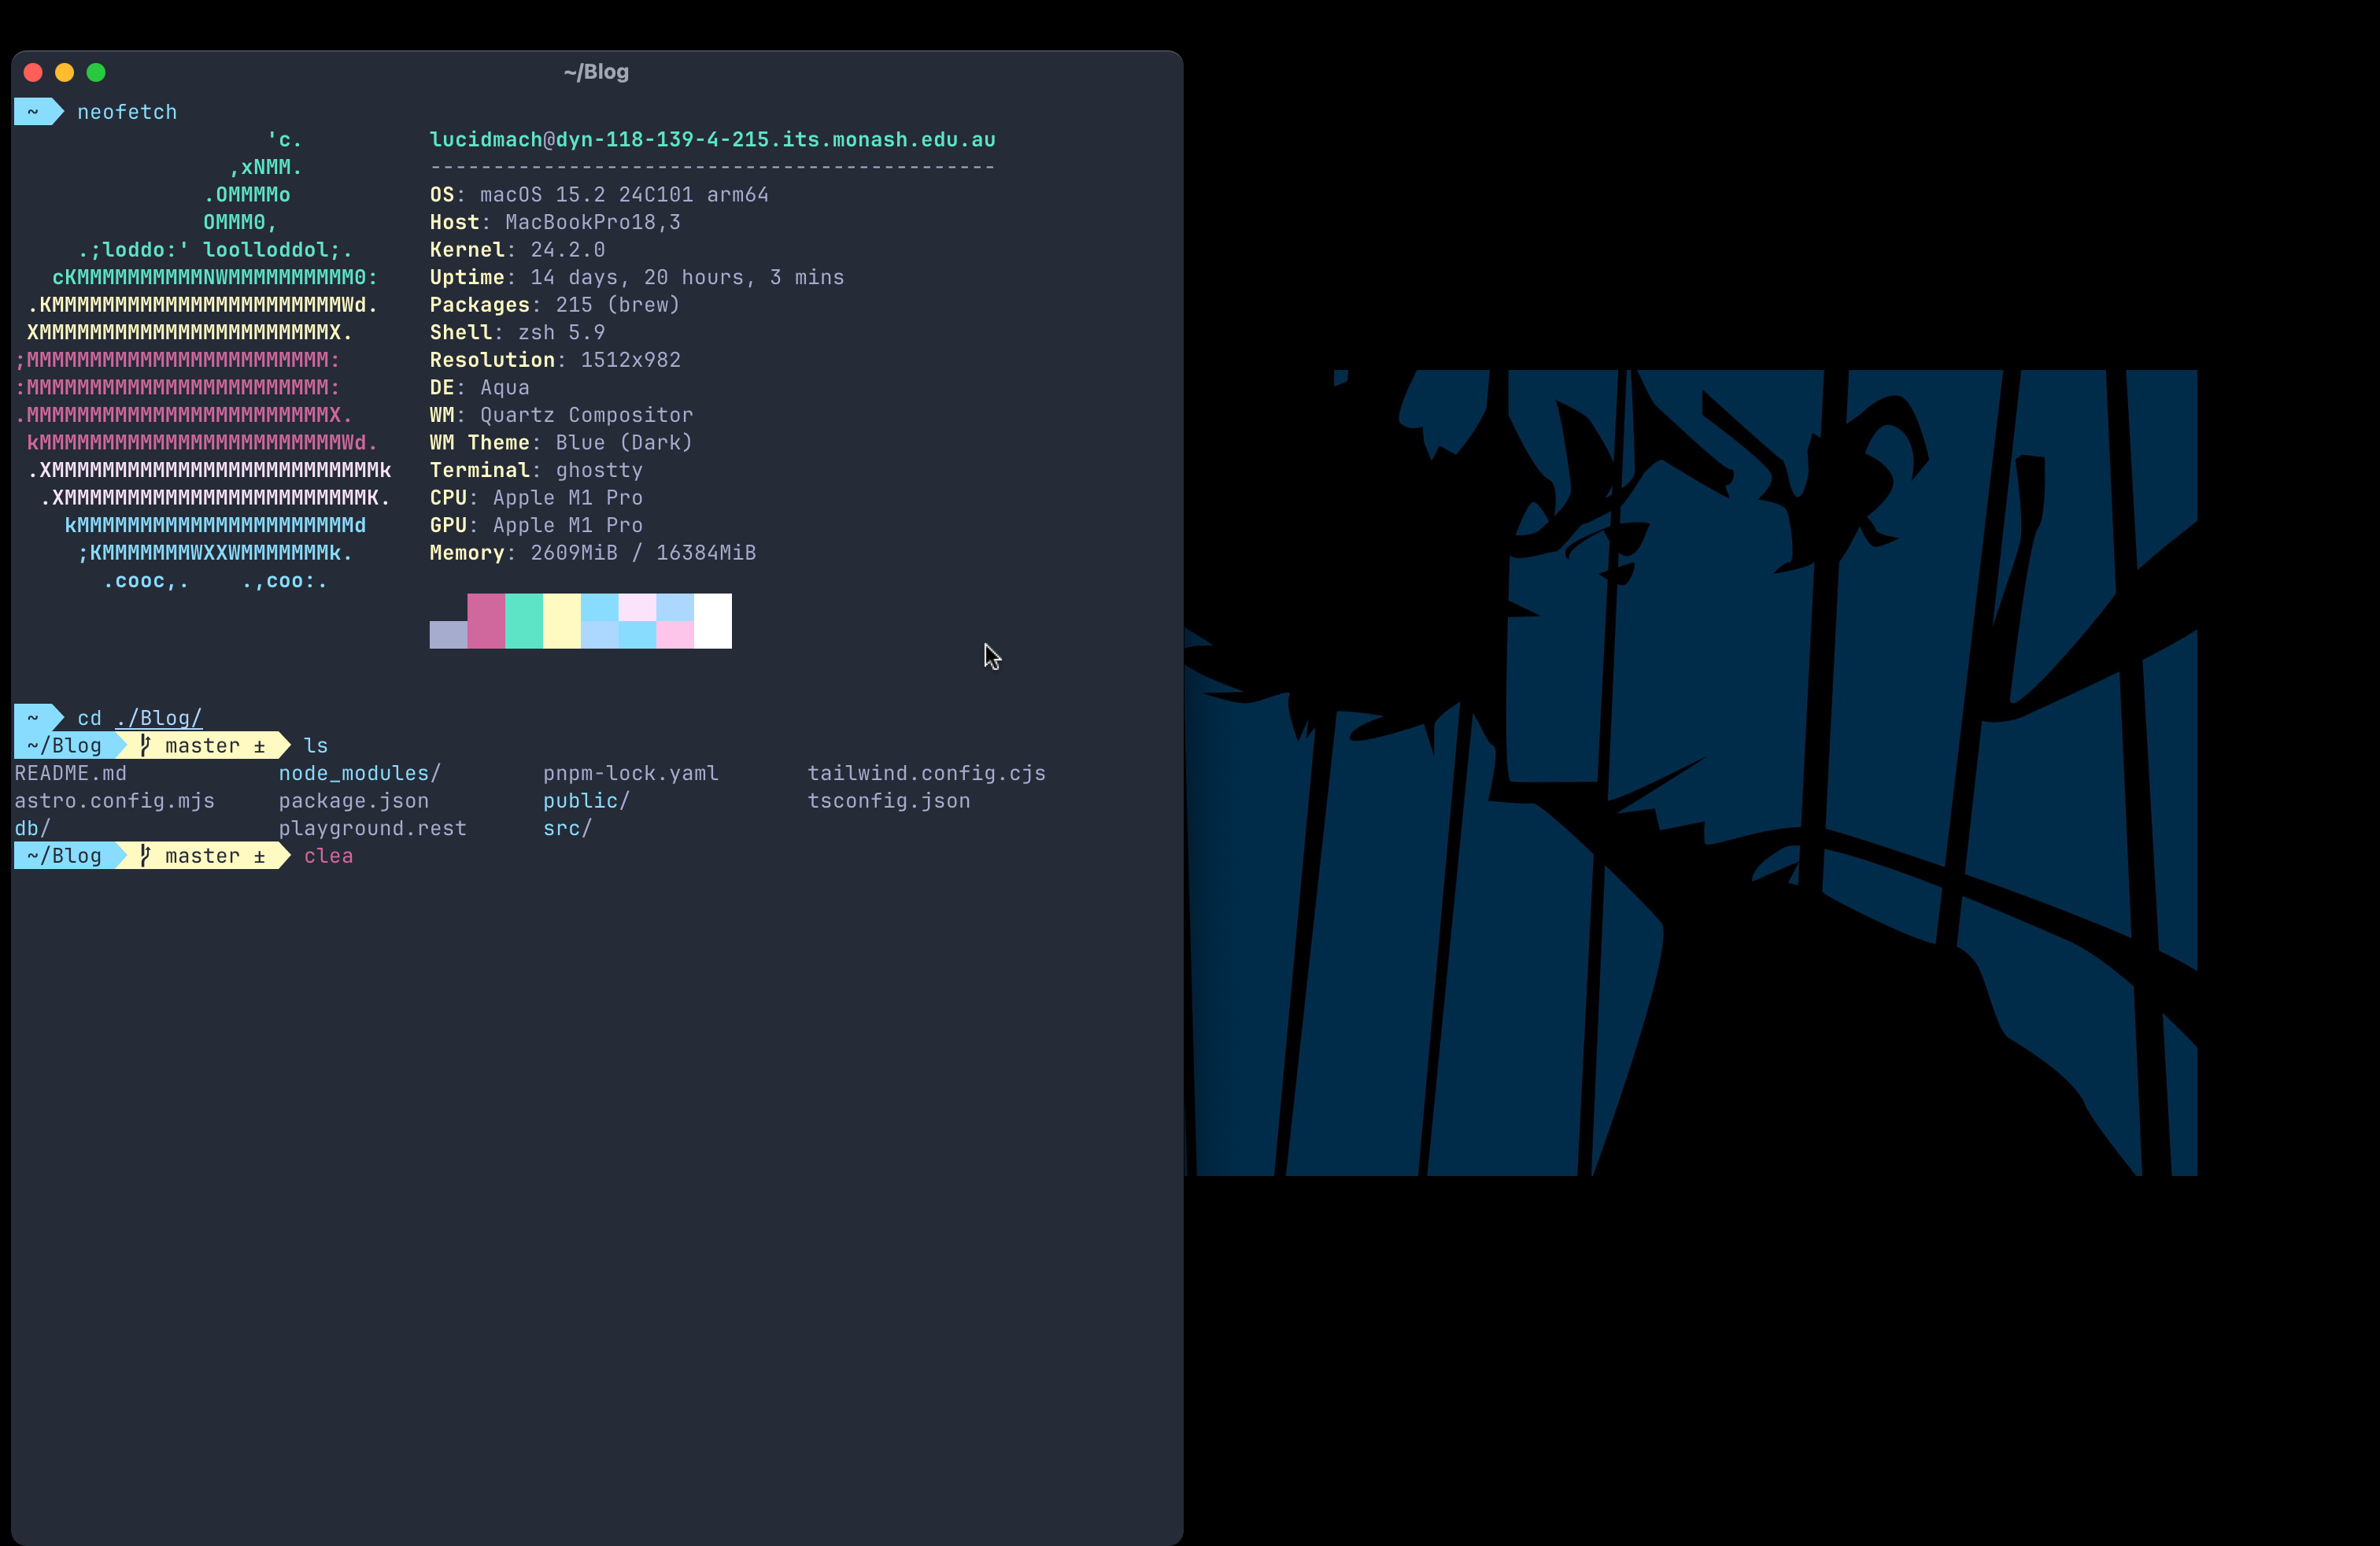 ~/Blog
~ neofetch
'c. lucidmach@dyn-118-139-4-215.its.monash.edu.au
,xNMM. ---------------------------------------------
.OMMMMo OS: macOS 15.2 24C101 arm64
OMMM0, Host: MacBookPro18,3
.;loddo:' loolloddol;. Kernel: 24.2.0
cKMMMMMMMMMMNWMMMMMMMMMM0: Uptime: 14 days, 20 hours, 3 mins
.KMMMMMMMMMMMMMMMMMMMMMMMWd. Packages: 215 (brew)
XMMMMMMMMMMMMMMMMMMMMMMMX. Shell: zsh 5.9
;MMMMMMMMMMMMMMMMMMMMMMMM: Resolution: 1512x982
:MMMMMMMMMMMMMMMMMMMMMMMM: DE: Aqua
.MMMMMMMMMMMMMMMMMMMMMMMMX. WM: Quartz Compositor
kMMMMMMMMMMMMMMMMMMMMMMMMWd. WM Theme: Blue (Dark)
.XMMMMMMMMMMMMMMMMMMMMMMMMMMk Terminal: ghostty
.XMMMMMMMMMMMMMMMMMMMMMMMMK. CPU: Apple M1 Pro
kMMMMMMMMMMMMMMMMMMMMMMd GPU: Apple M1 Pro
;KMMMMMMMWXXWMMMMMMMk. Memory: 2609MiB / 16384MiB
.cooc,. .,coo:.
~ cd ./Blog/
~/Blog master ± ls
README.md node_modules/ pnpm-lock.yaml tailwind.config.cjs
astro.config.mjs package.json public/ tsconfig.json
db/ playground.rest src/
~/Blog master ± clea